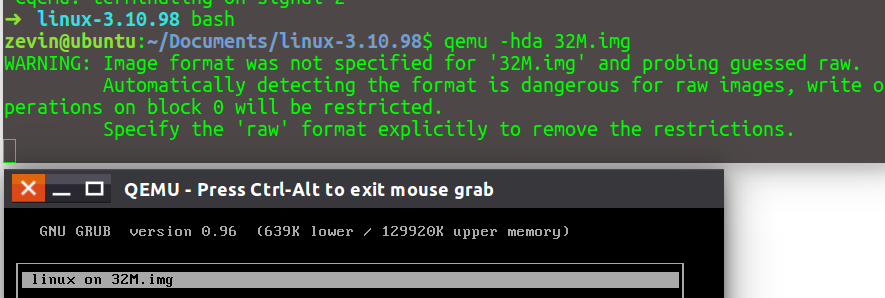 ^Cqemu: terminating on signal 2
➜  linux-3.10.98 bash
zevin@ubuntu:~/Documents/linux-3.10.98$ qemu -hda 32M.img
WARNING: Image format was not specified for '32M.img' and probing guessed raw.
         Automatically detecting the format is dangerous for raw images, write o
perations on block 0 will be restricted.
         Specify the 'raw' format explicitly to remove the restrictions.
QEMU - Press Ctrl-Alt to exit mouse grab
GNU GRUB  version 0.96  (639K lower / 129920K upper memory)
linux on 32M.img